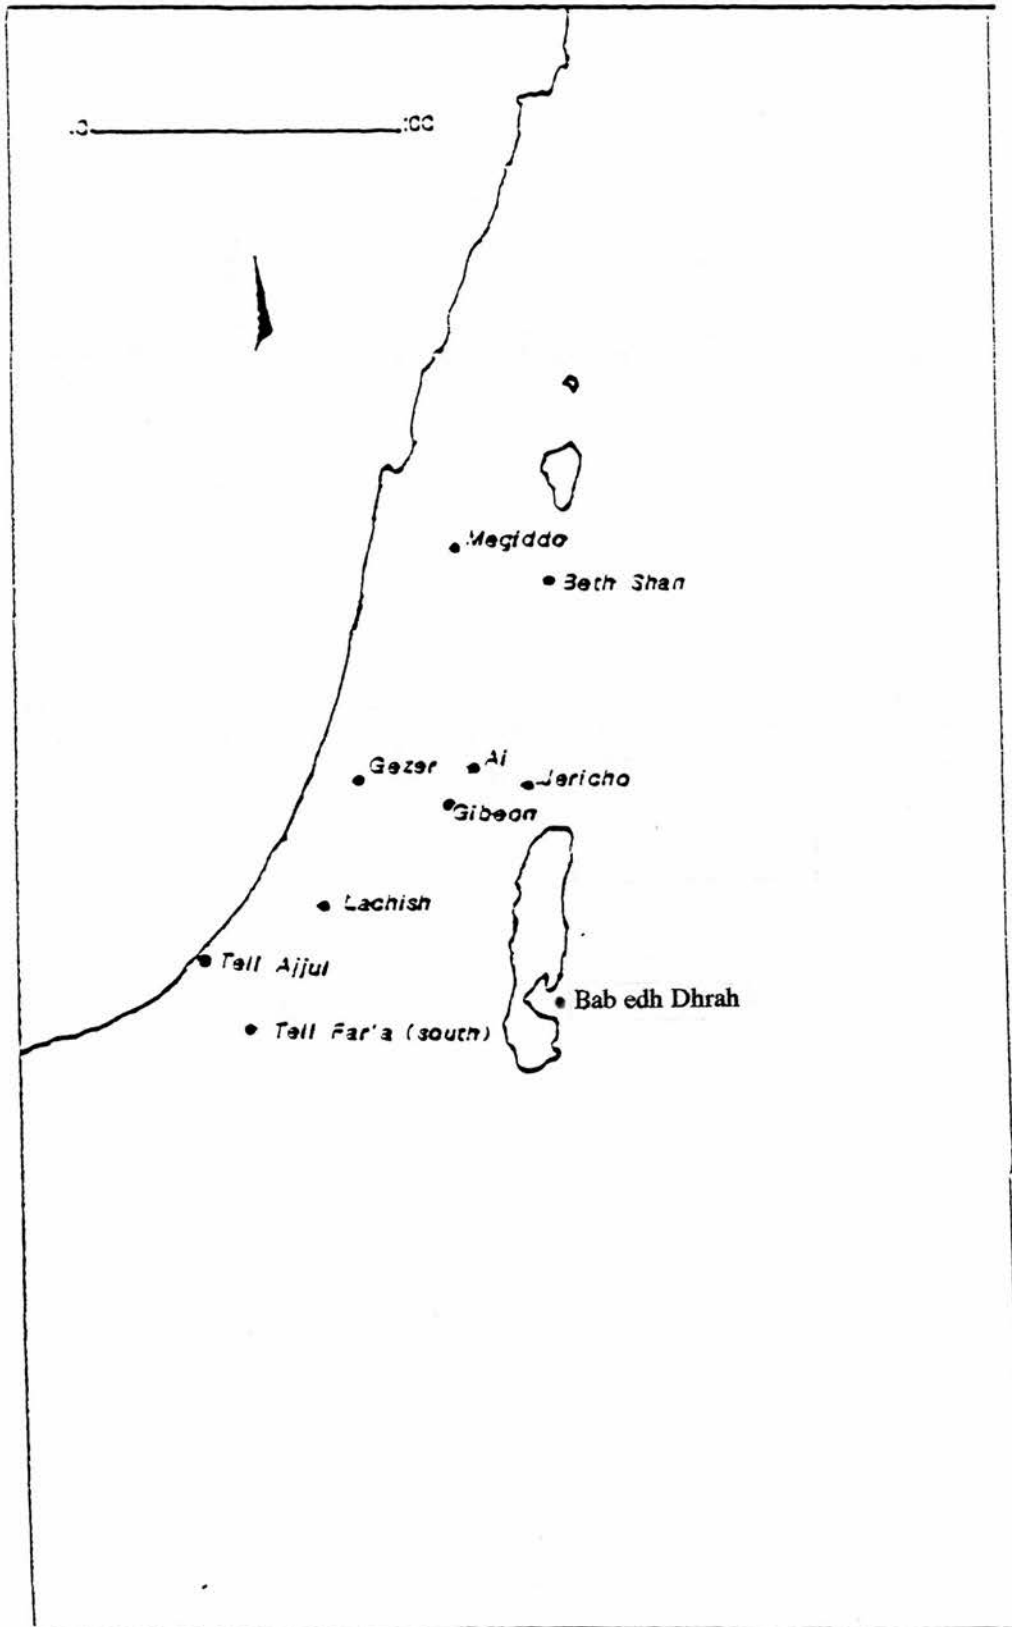 Megiddo
Beth Shan
Gezer
Ai
Jericho
Gibeon
Lachish
Tell Ajjul
Bab edh Dhrah
Tell Far'a (south)